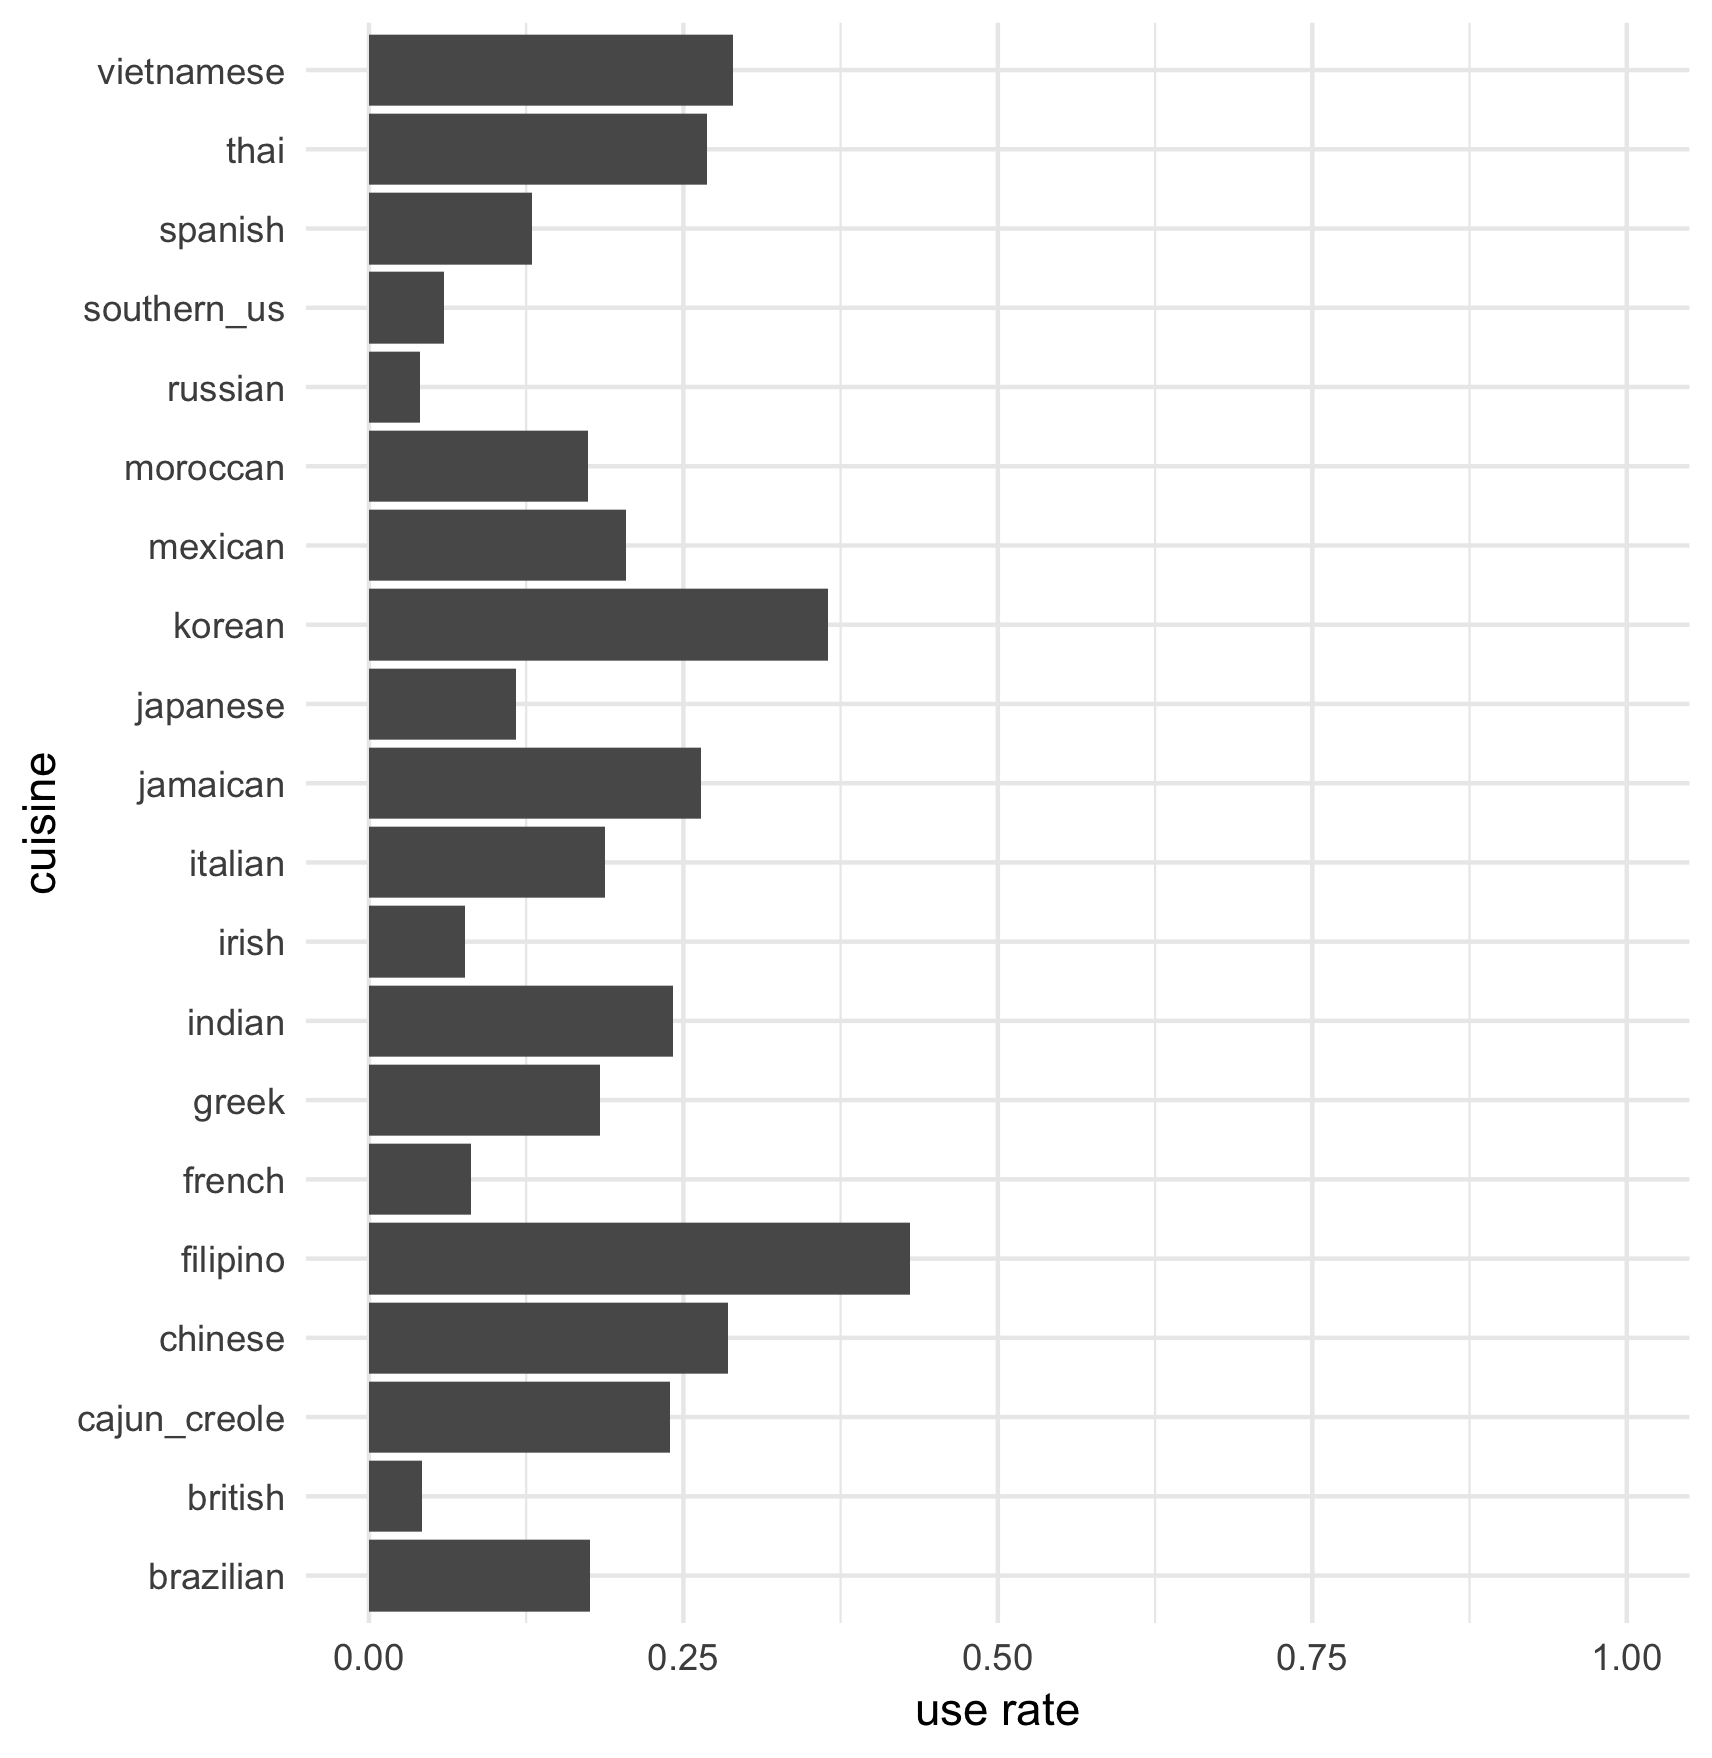 vietnamese
thai
spanish
southern_us
russian
moroccan
mexican
korean
japanese
jamaican
italian
irish
indian
greek
french
filipino
chinese
cajun_creole
british
brazilian
cuisine
0.00 0.25 0.50 0.75 1.00
use rate